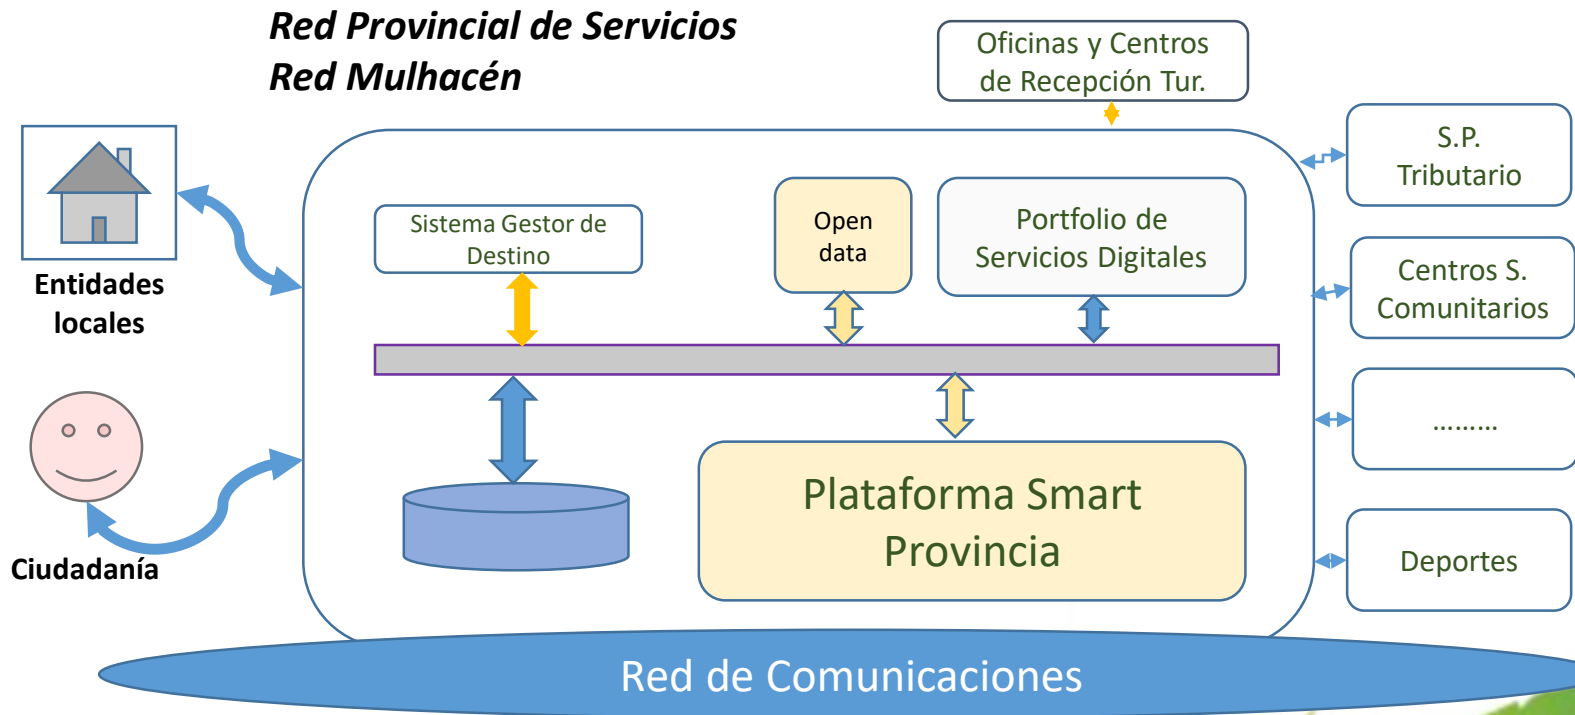 Red Provincial de Servicios
Red Mulhacén
Oficinas y Centros
de Recepción Tur.
S.P.
Tributario
Sistema Gestor de
Destino
Open
data
Portfolio de
Servicios Digitales
Entidades
locales
Centros S.
Comunitarios
.........
Plataforma Smart
Provincia
Ciudadanía
Deportes
Red de Comunicaciones